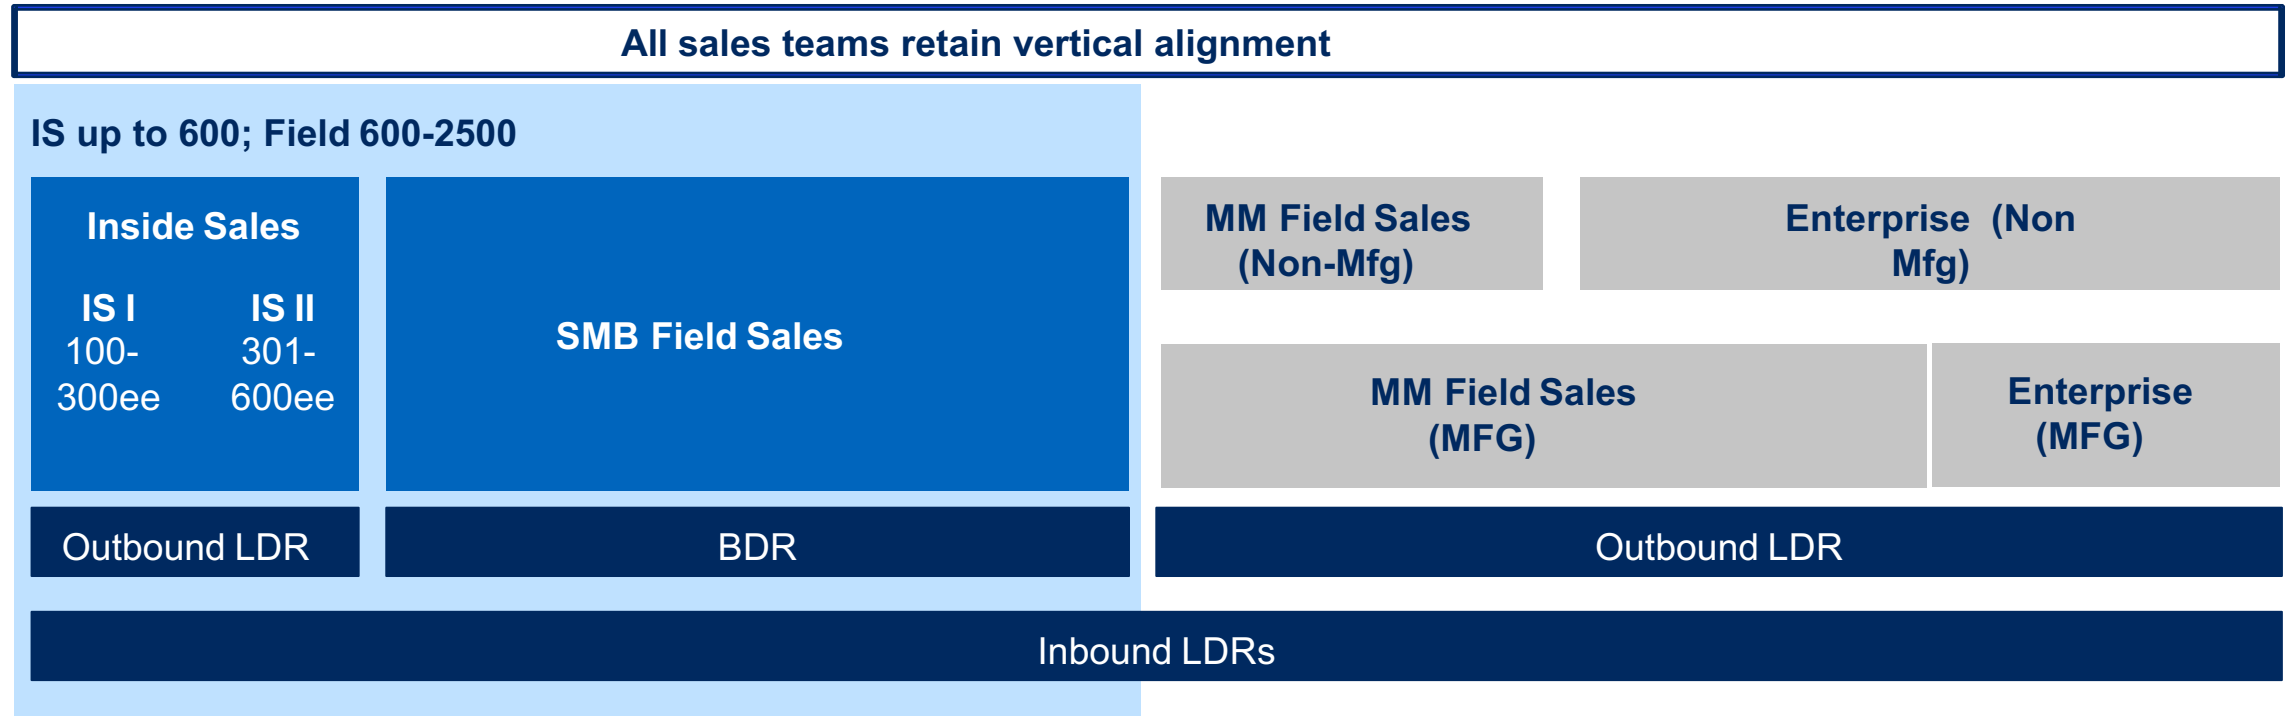 All sales teams retain vertical alignment
IS up to 600; Field 600-2500
Inside Sales
IS I
100-
300ee
IS II
301-
600ee
SMB Field Sales
MM Field Sales
(Non-Mfg)
Enterprise (Non
Mfg)
MM Field Sales
(MFG)
Enterprise
(MFG)
Outbound LDR
BDR
Outbound LDR
Inbound LDRs